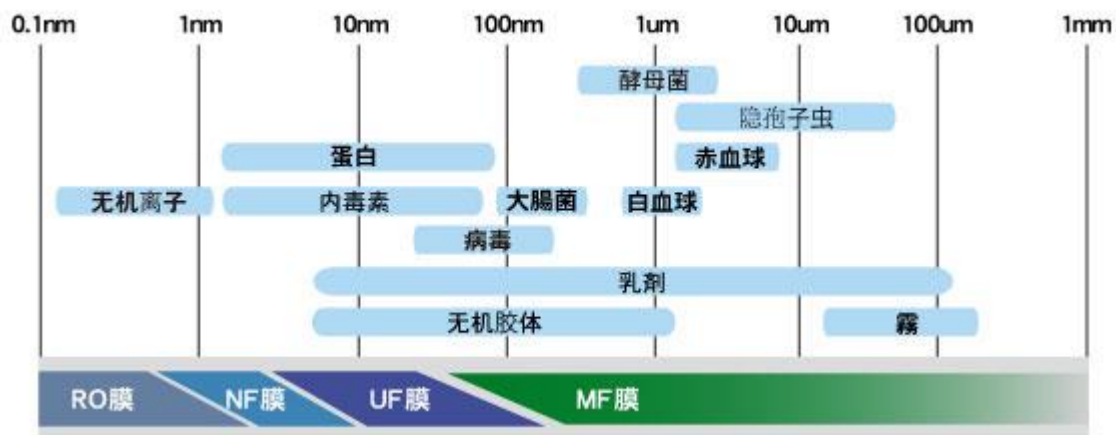 0.1nm 1nm 10nm 100nm 1um 10um 100um 1mm
酵母菌
隐孢子虫
蛋白 赤血球
无机离子 内毒素 大腸菌 白血球
病毒
乳劑
无机胶体 霧
RO膜 NF膜 UF膜 MF膜